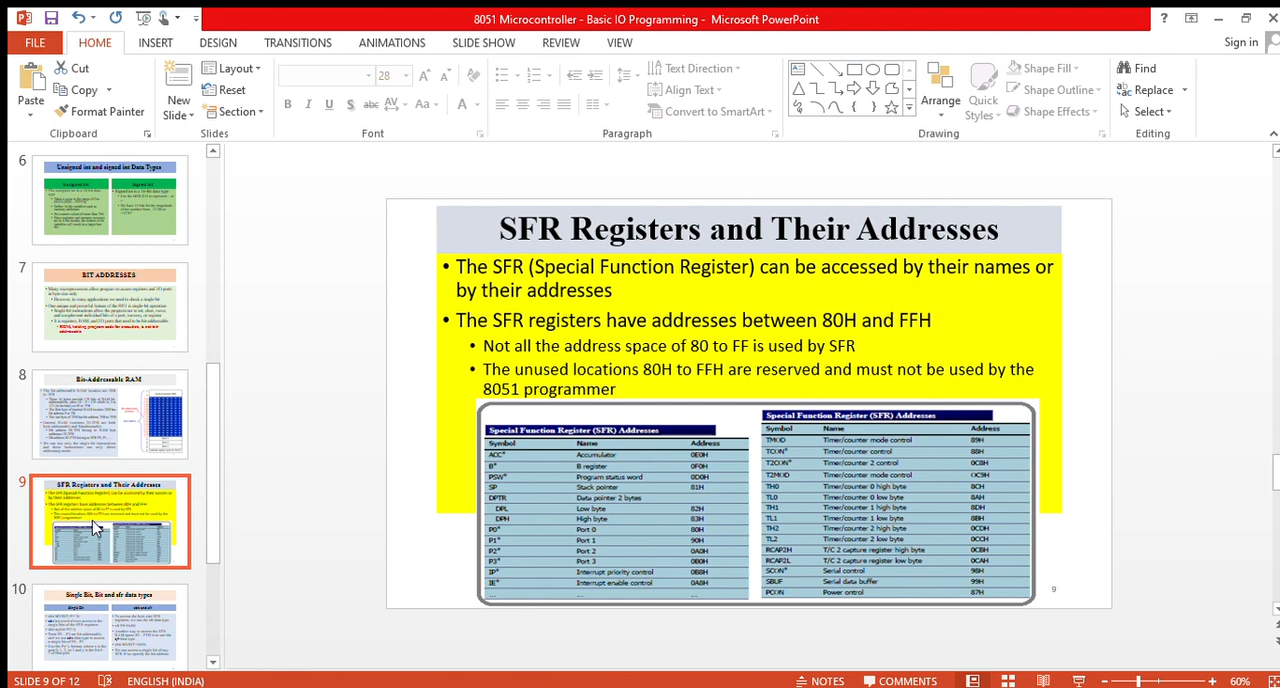 8051 Microcontroller - Basic IO Programming - Microsoft PowerPoint
FILE HOME INSERT DESIGN TRANSITIONS ANIMATIONS SLIDE SHOW REVIEW VIEW Sign in
Paste
Cut
Copy
Format Painter
Clipboard
New Slide
Layout
Reset
Section
Slides
28
B I U S abc AV Aa A
Font
Text Direction
Align Text
Convert to SmartArt
Paragraph
Arrange
Quick Styles
Shape Fill
Shape Outline
Shape Effects
Drawing
Find
Replace
Select
Editing
6
Unsigned int and signed int Data Types
7
BIT ADDRESSES
8
Bit-Addressable RAM
9
SFR Registers and Their Addresses
10
Single Bit, Bit and sfr data types
SFR Registers and Their Addresses
• The SFR (Special Function Register) can be accessed by their names or
by their addresses
• The SFR registers have addresses between 80H and FFH
• Not all the address space of 80 to FF is used by SFR
• The unused locations 80H to FFH are reserved and must not be used by the
8051 programmer
Special Function Register (SFR) Addresses
Symbol Name Address
ACC* Accumulator 0E0H
B* B register 0F0H
PSW* Program status word 0D0H
SP Stack pointer 81H
DPTR Data pointer 2 bytes
DPL Low byte 82H
DPH High byte 83H
P0* Port 0 80H
P1* Port 1 90H
P2* Port 2 0A0H
P3* Port 3 0B0H
IP* Interrupt priority control 0B8H
IE* Interrupt enable control 0A8H
... ... ...
Special Function Register (SFR) Addresses
Symbol Name Address
TMOD Timer/counter mode control 89H
TCON* Timer/counter control 88H
T2CON* Timer/counter 2 control 0C8H
T2MOD Timer/counter mode control 0C9H
TH0 Timer/counter 0 high byte 8CH
TL0 Timer/counter 0 low byte 8AH
TH1 Timer/counter 1 high byte 8DH
TL1 Timer/counter 1 low byte 8BH
TH2 Timer/counter 2 high byte 0CDH
TL2 Timer/counter 2 low byte 0CCH
RCAP2H T/C 2 capture register high byte 0CBH
RCAP2L T/C 2 capture register low byte 0CAH
SCON* Serial control 98H
SBUF Serial data buffer 99H
PCON Power ontrol 87H
9
SLIDE 9 OF 12 ENGLISH (INDIA) NOTES COMMENTS 60%